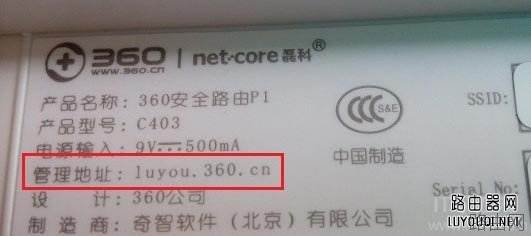 360 | net-core 磊科®
www.360.cn
产品名称: 360安全路由P1
产品型号: C403
电源输入: 9V⎓500mA
管理地址: luyou.360.cn
设 计: 360公司
制 造 商: 奇智软件(北京)有限
CCC S&E
中国制造
SSID:
Serial No:
路由器网
LUYOUQI.NET